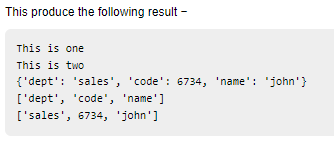 This produce the following result −
This is one
This is two
{'dept': 'sales', 'code': 6734, 'name': 'john'}
['dept', 'code', 'name']
['sales', 6734, 'john']